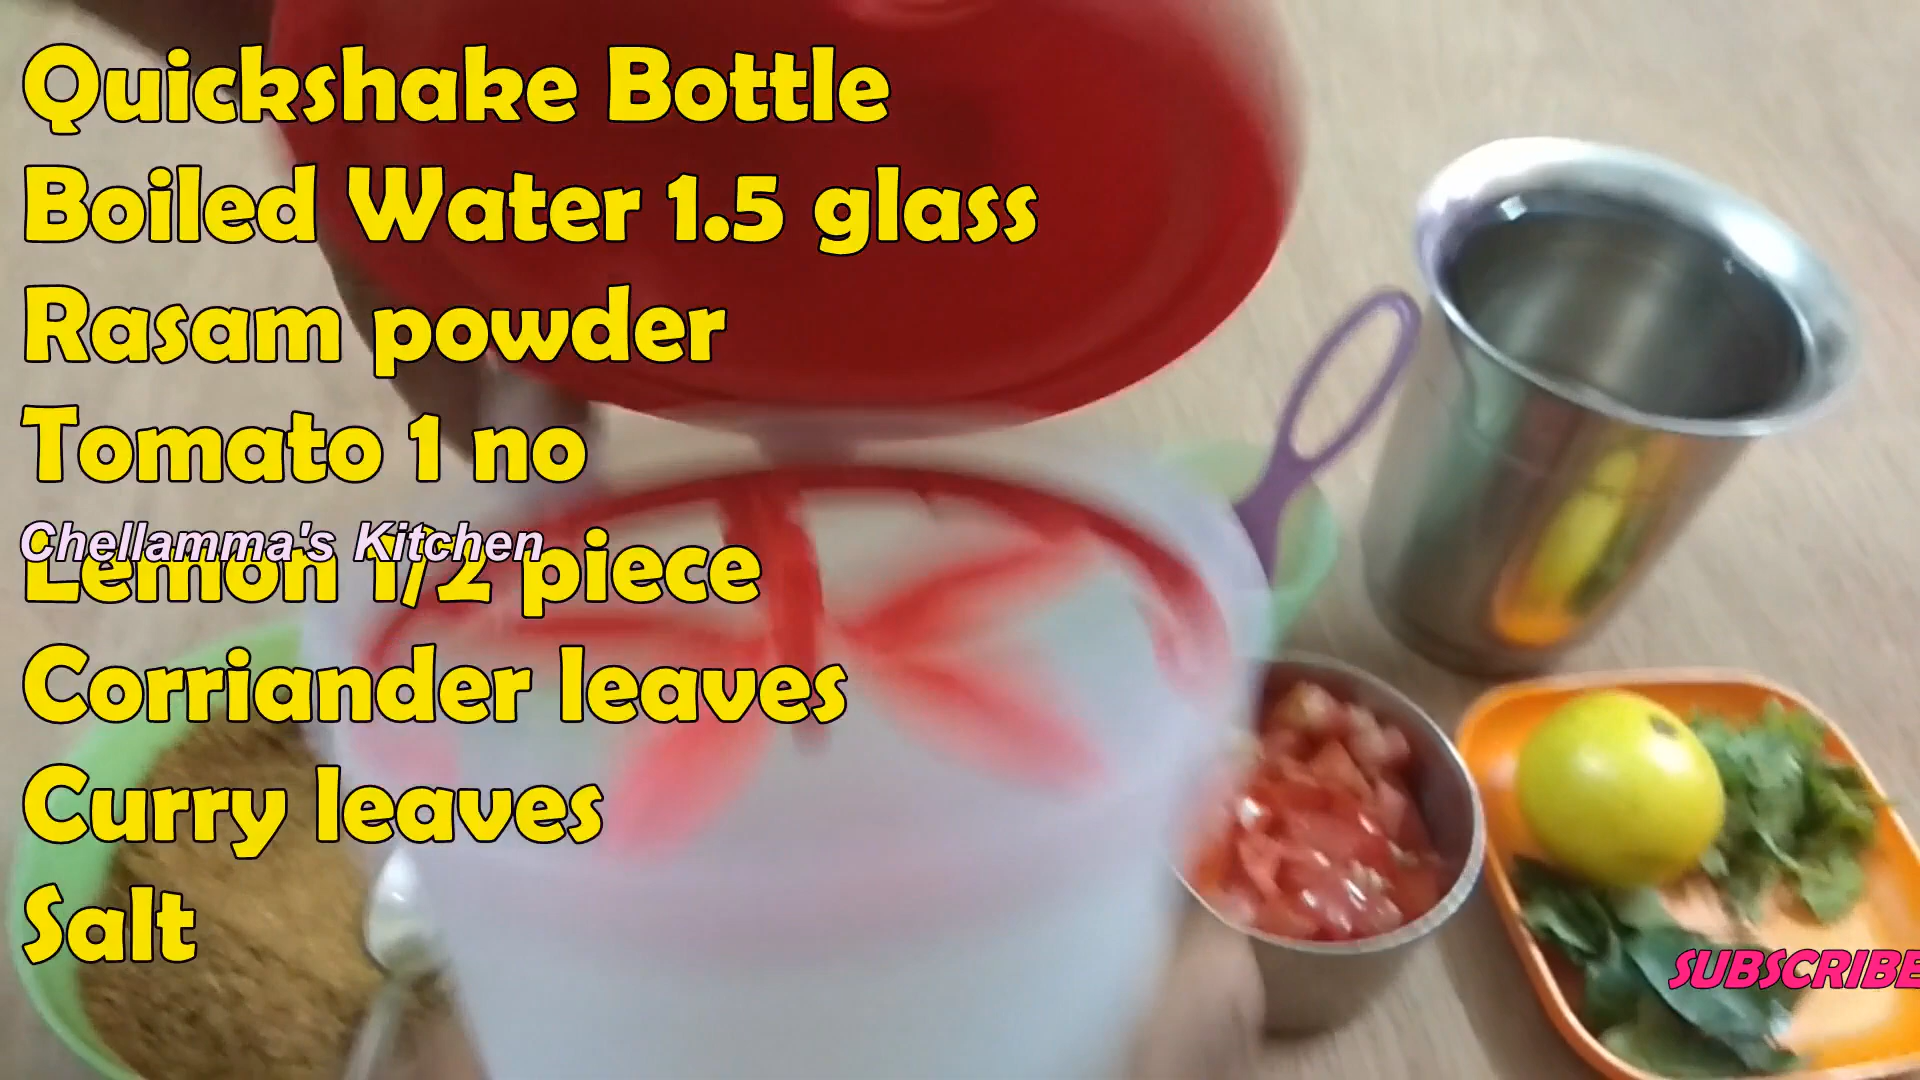 Quickshake Bottle
Boiled Water 1.5 glass
Rasam powder
Tomato 1 no
Chellamma's Kitchen
Lemon 1/2 piece
Corriander leaves
Curry leaves
Salt
SUBSCRIBE